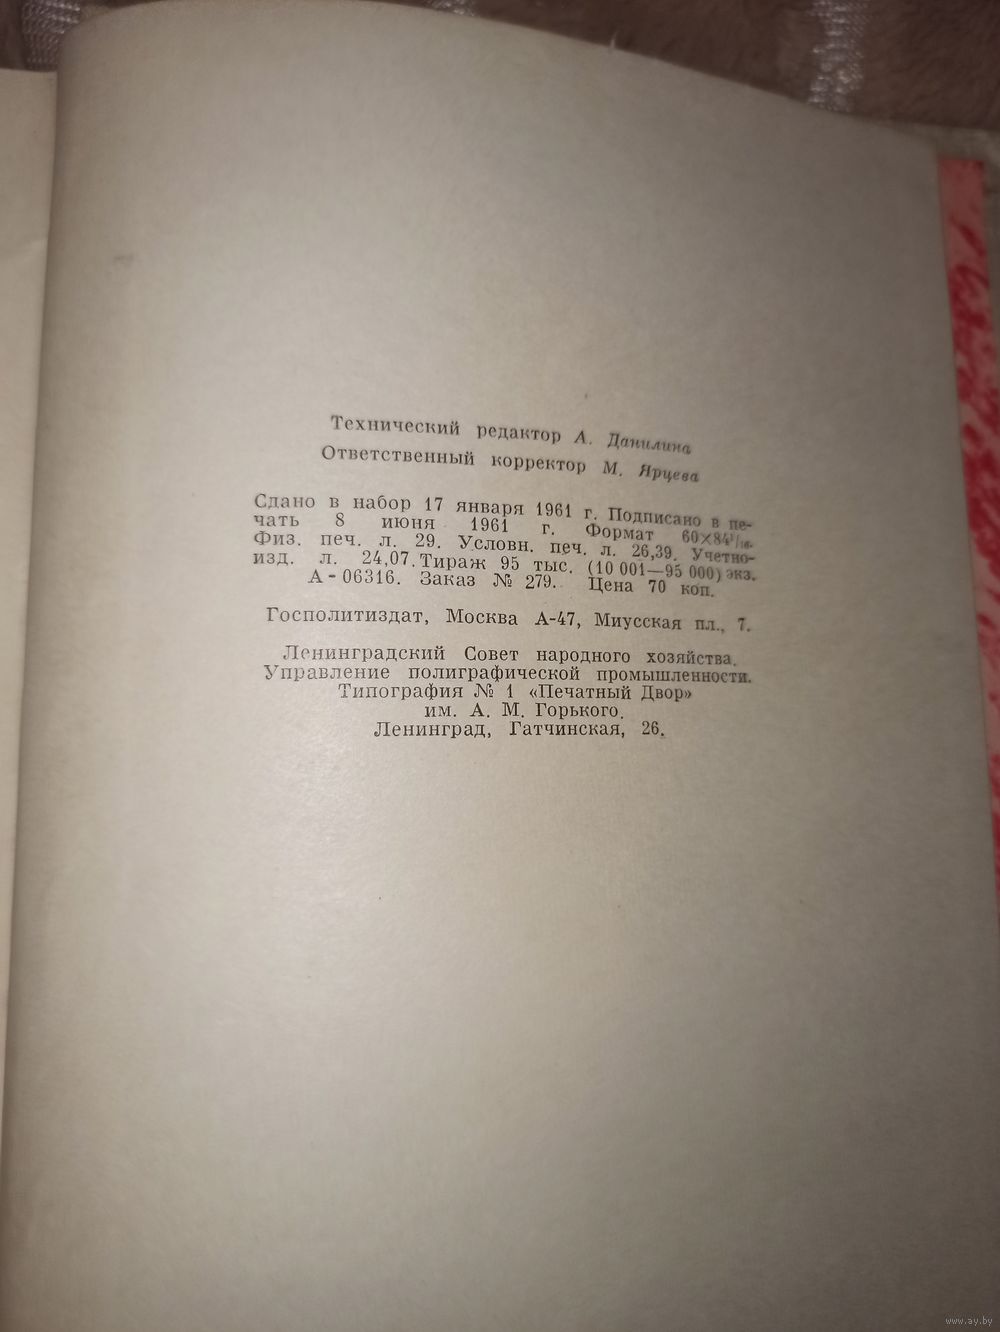 Технический редактор А. Данилина
Ответственный корректор М. Ярцева
Сдано в набор 17 января 1961 г. Подписано в пе-
чать 8 июня 1961 г. Формат 60×84¹/₁₆.
Физ. печ. л. 29. Условн. печ. л. 26,39. Учетно-
изд. л. 24,07. Тираж 95 тыс. (10 001—95 000) экз.
А-06316. Заказ № 279. Цена 70 коп.
Госполитиздат, Москва А-47, Миусская пл., 7.
Ленинградский Совет народного хозяйства.
Управление полиграфической промышленности.
Типография № 1 «Печатный Двор»
им. А. М. Горького.
Ленинград, Гатчинская, 26.
www.ay.by